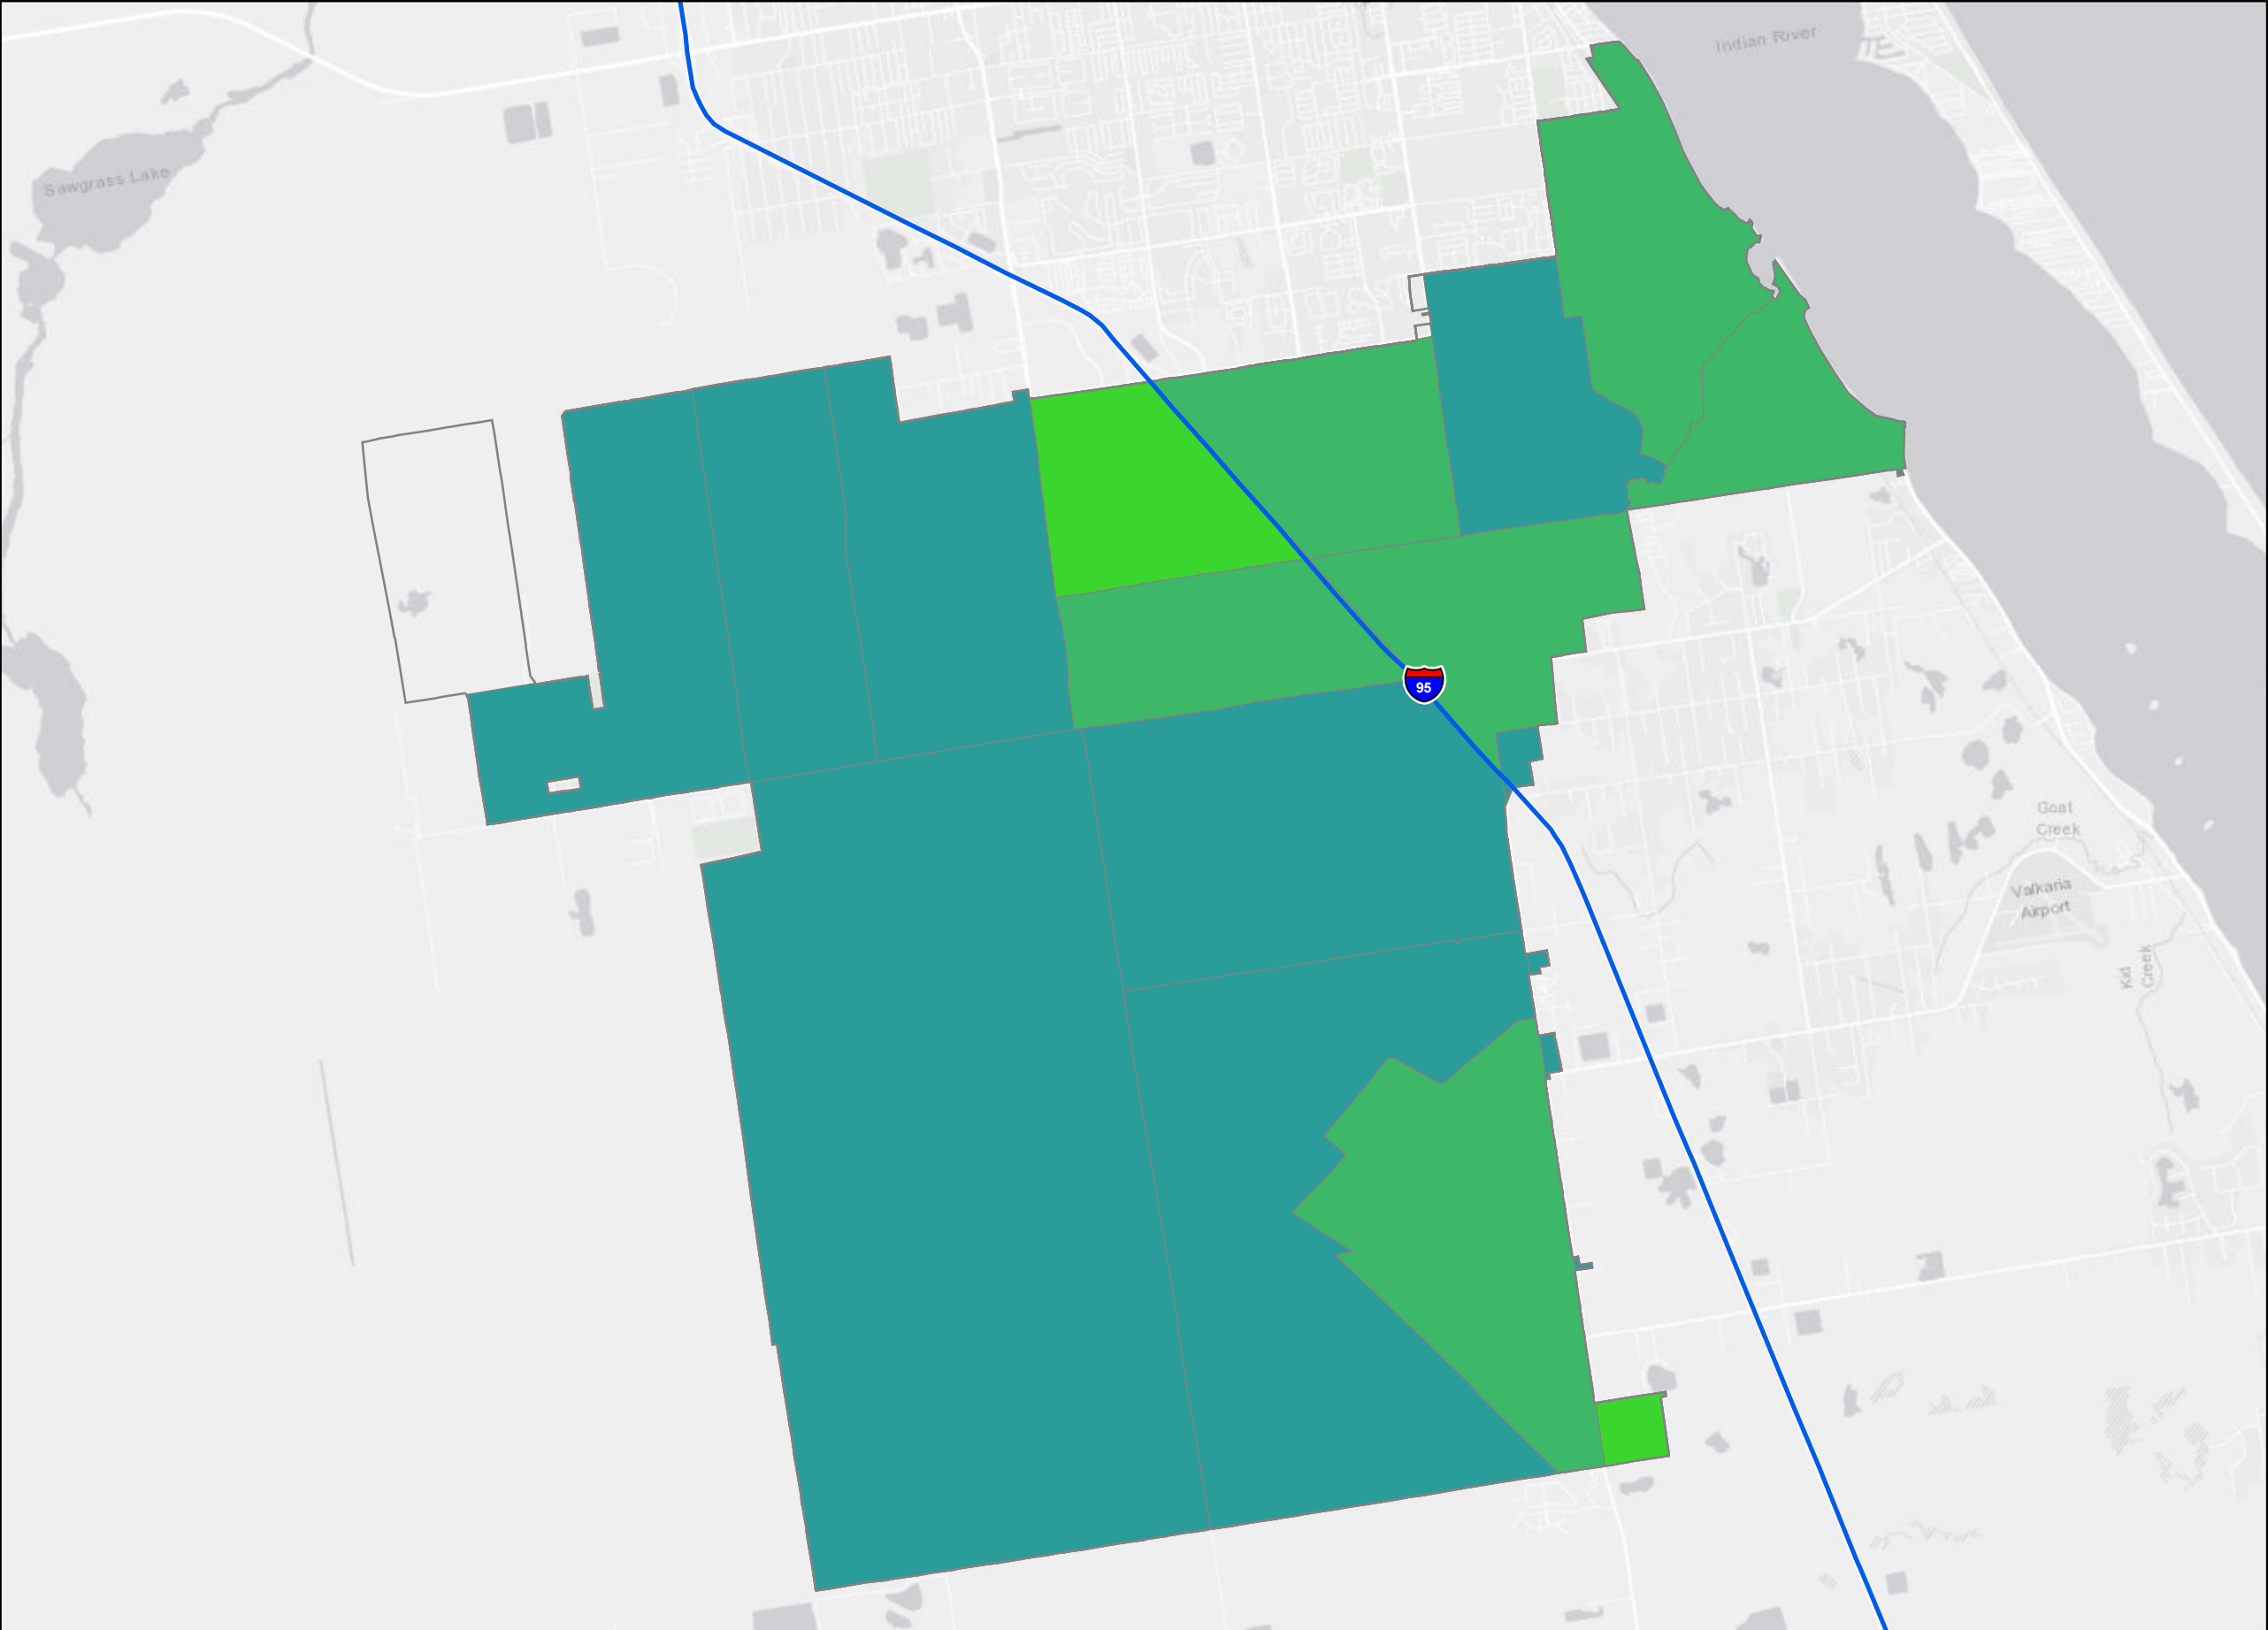 Indian River
Sawgrass Lake
95
Goat
Creek
Valkaria
Airport
Kid
Creek